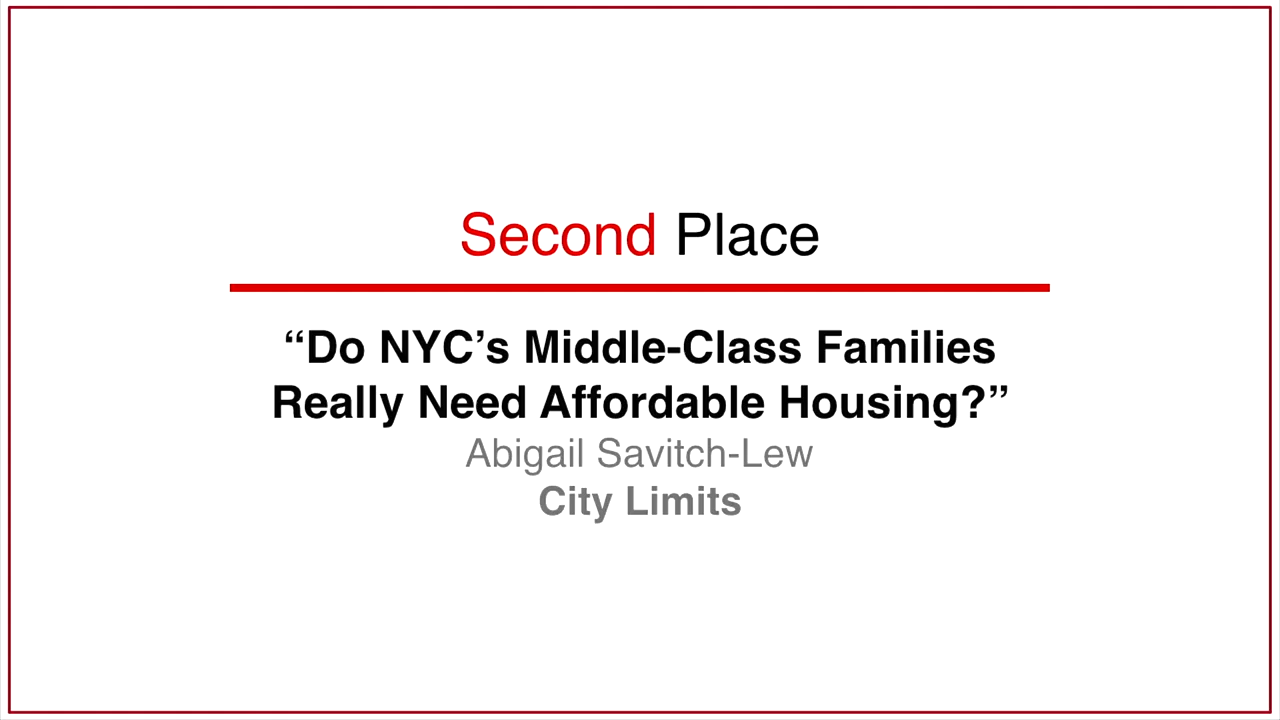 Second Place
“Do NYC’s Middle-Class Families
Really Need Affordable Housing?”
Abigail Savitch-Lew
City Limits